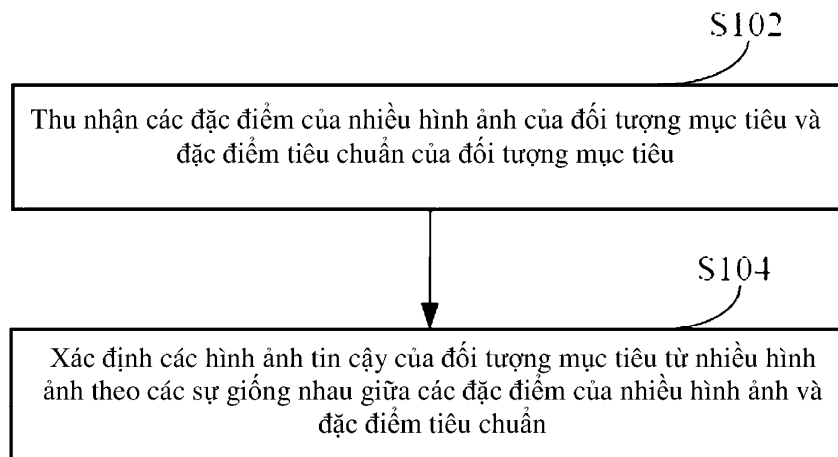 S102
Thu nhận các đặc điểm của nhiều hình ảnh của đối tượng mục tiêu và
đặc điểm tiêu chuẩn của đối tượng mục tiêu
S104
Xác định các hình ảnh tin cậy của đối tượng mục tiêu từ nhiều hình
ảnh theo các sự giống nhau giữa các đặc điểm của nhiều hình ảnh và
đặc điểm tiêu chuẩn